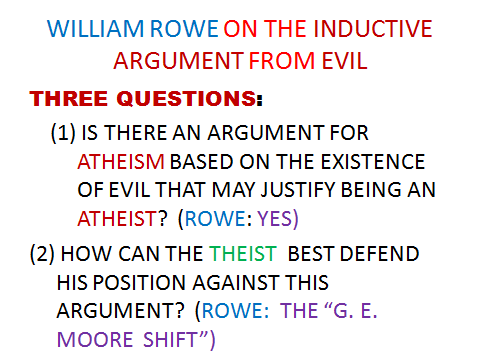 WILLIAM ROWE ON THE INDUCTIVE
ARGUMENT FROM EVIL
THREE QUESTIONS:
(1) IS THERE AN ARGUMENT FOR
ATHEISM BASED ON THE EXISTENCE
OF EVIL THAT MAY JUSTIFY BEING AN
ATHEIST? (ROWE: YES)
(2) HOW CAN THE THEIST BEST DEFEND
HIS POSITION AGAINST THIS
ARGUMENT? (ROWE: THE “G. E.
MOORE SHIFT”)